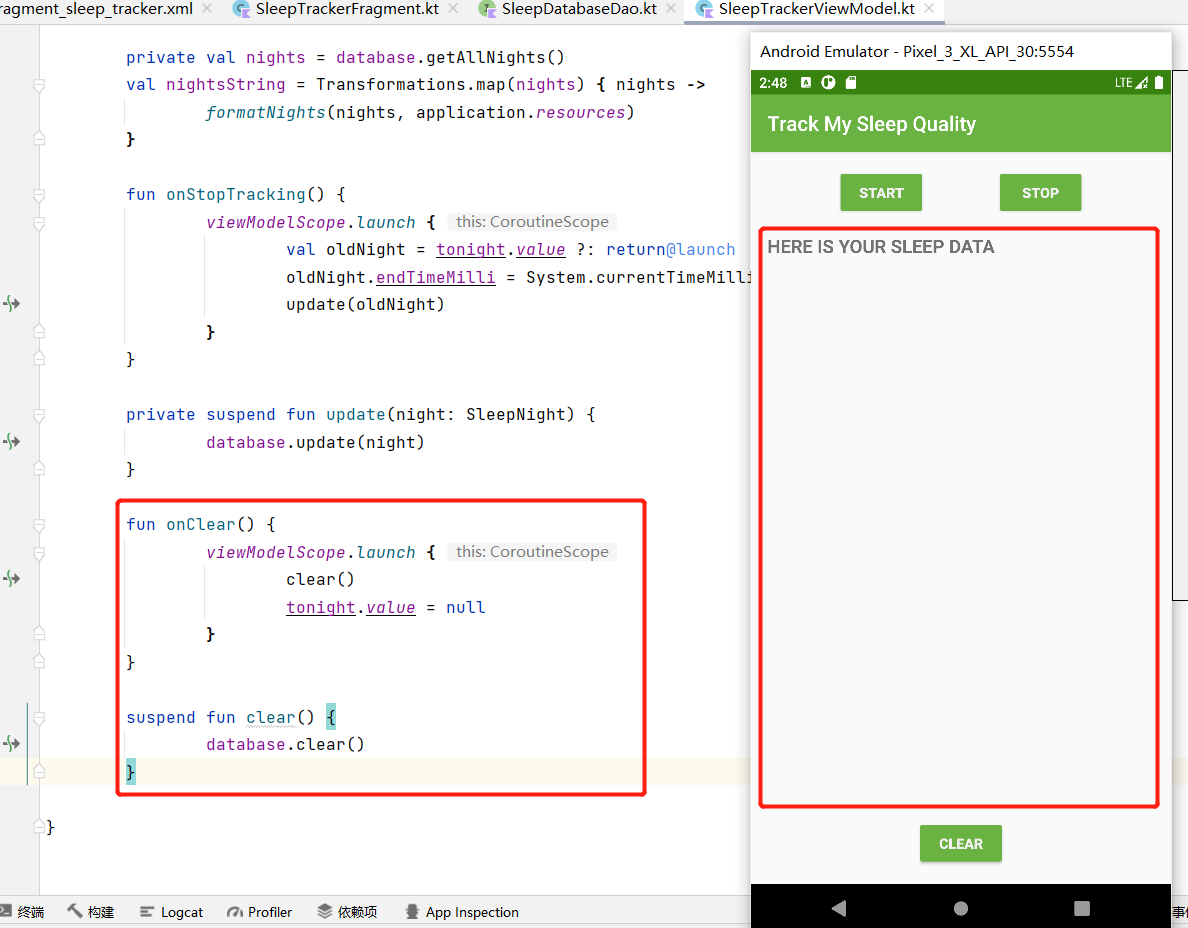 ragment_sleep_tracker.xml SleepTrackerFragment.kt SleepDatabaseDao.kt SleepTrackerViewModel.kt
private val nights = database.getAllNights()
val nightsString = Transformations.map(nights) { nights ->
formatNights(nights, application.resources)
}
fun onStopTracking() {
viewModelScope.launch { this: CoroutineScope
val oldNight = tonight.value ?: return@launch
oldNight.endTimeMilli = System.currentTimeMilli
update(oldNight)
}
}
private suspend fun update(night: SleepNight) {
database.update(night)
}
fun onClear() {
viewModelScope.launch { this: CoroutineScope
clear()
tonight.value = null
}
}
suspend fun clear() {
database.clear()
}
}
终端 构建 Logcat Profiler 依赖项 App Inspection
Android Emulator - Pixel_3_XL_API_30:5554
2:48 A LTE
Track My Sleep Quality
START STOP
HERE IS YOUR SLEEP DATA
CLEAR